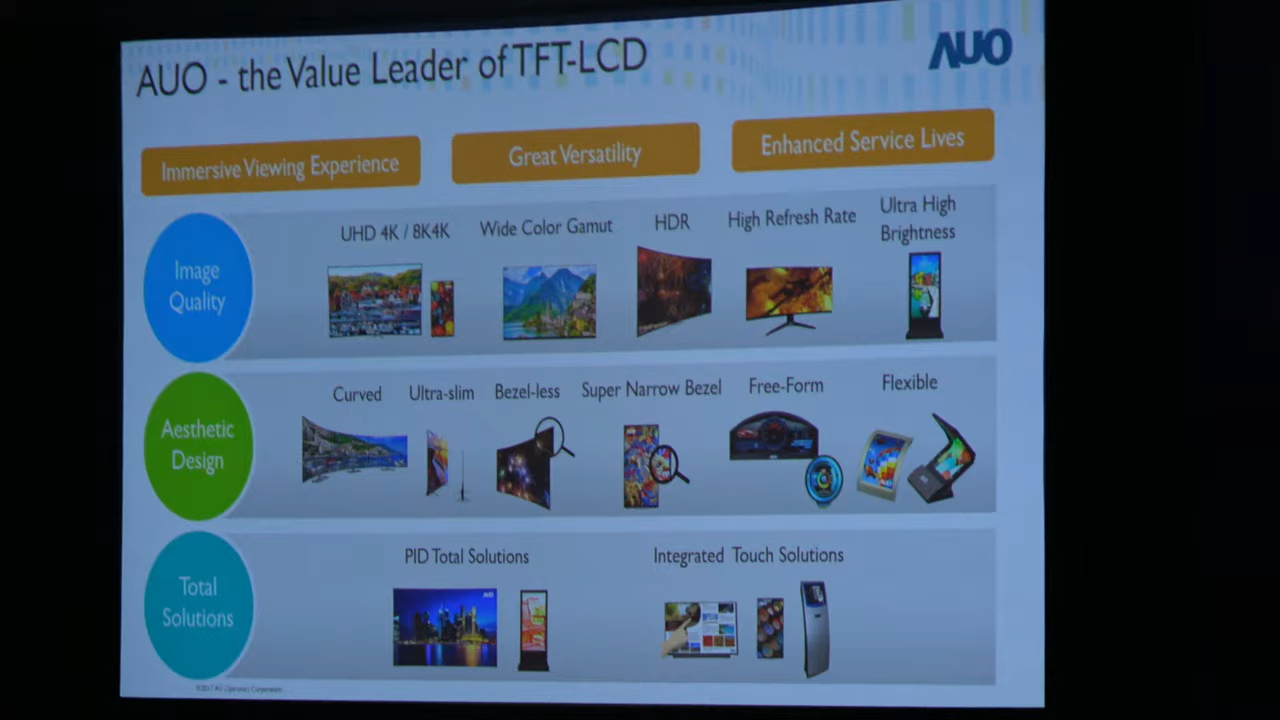 AUO - the Value Leader of TFT-LCD
AUO
Immersive Viewing Experience
Great Versatility
Enhanced Service Lives
Image
Quality
UHD 4K / 8K4K
Wide Color Gamut
HDR
High Refresh Rate
Ultra High
Brightness
Aesthetic
Design
Curved
Ultra-slim
Bezel-less
Super Narrow Bezel
Free-Form
Flexible
Total
Solutions
PID Total Solutions
Integrated Touch Solutions
AUO